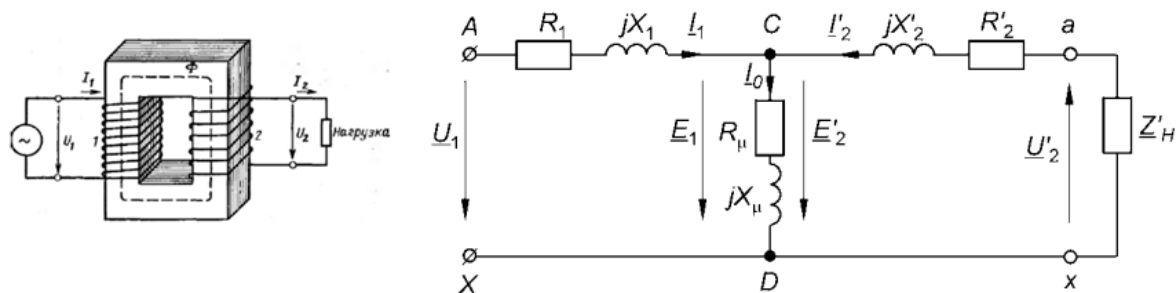 I₁
Ф
I₂
~
U₁
1
2
U₂
Нагрузка
A
R₁
jX₁
I₁
C
I'₂
jX'₂
R'₂
a
I₀
U₁
E₁
Rμ
E'₂
U'₂
Z'H
jXμ
X
D
x